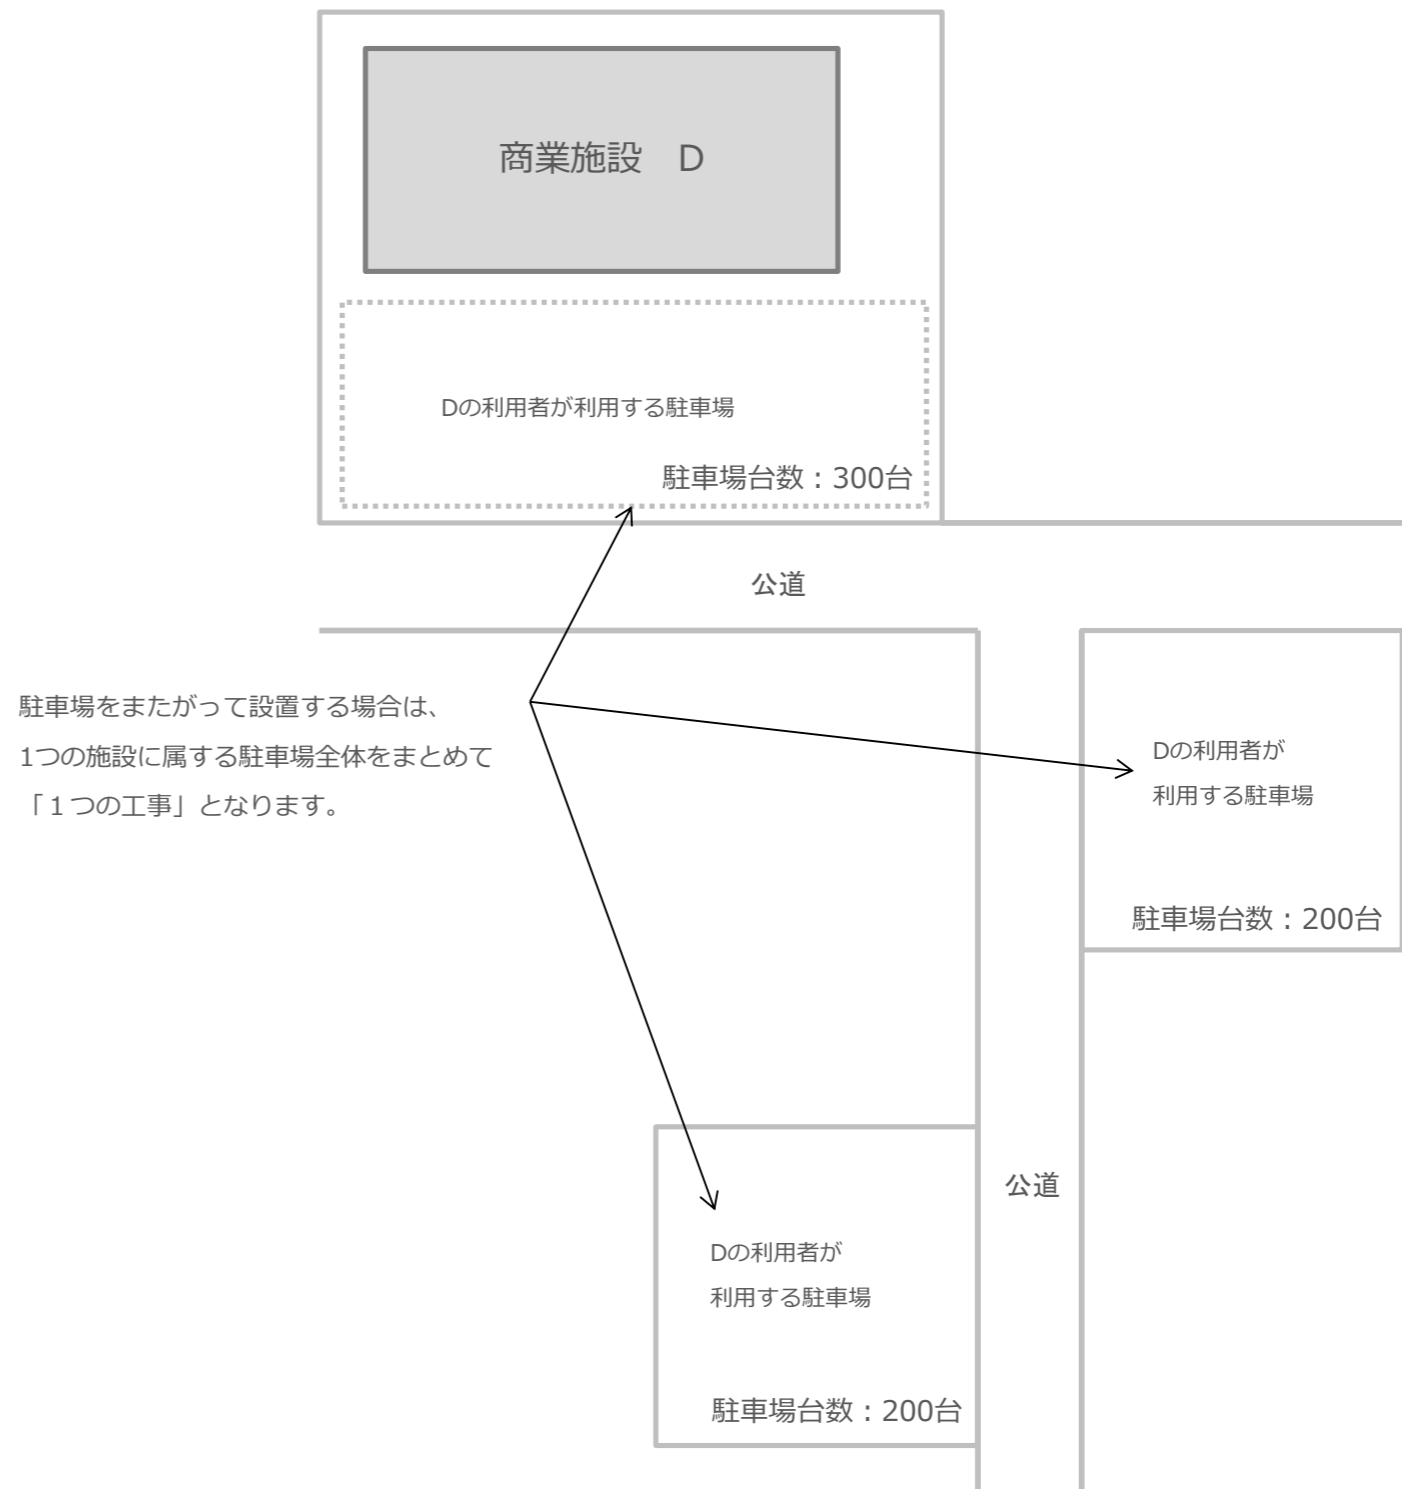 商業施設　D
Dの利用者が利用する駐車場
駐車場台数：300台
公道
駐車場をまたがって設置する場合は、
1つの施設に属する駐車場全体をまとめて
「１つの工事」となります。
Dの利用者が
利用する駐車場
駐車場台数：200台
公道
Dの利用者が
利用する駐車場
駐車場台数：200台